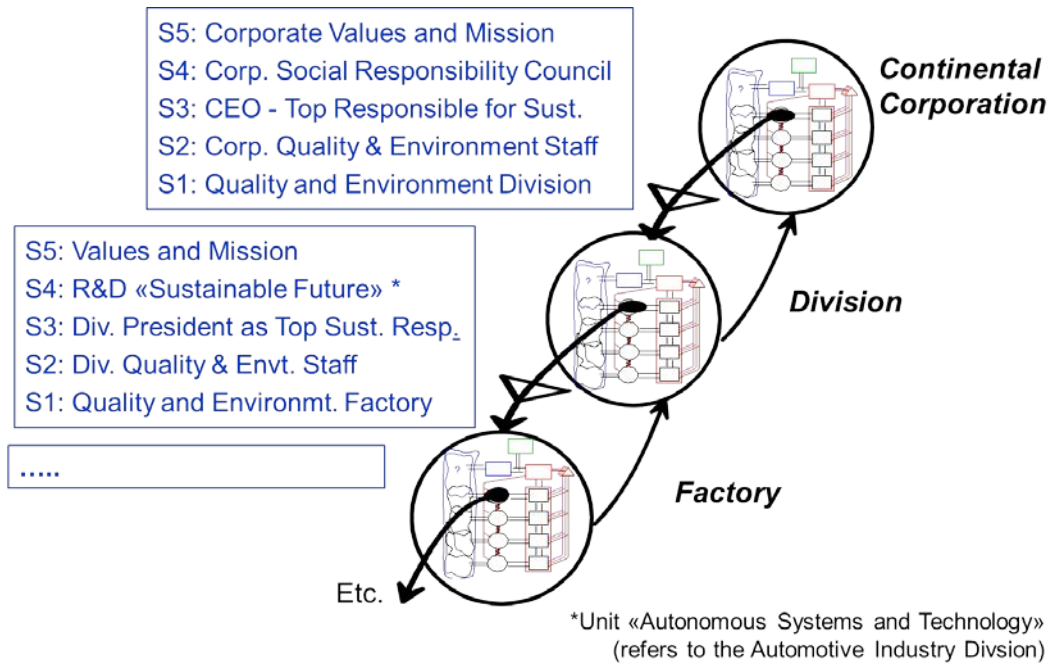 S5: Corporate Values and Mission
S4: Corp. Social Responsibility Council
S3: CEO - Top Responsible for Sust.
S2: Corp. Quality & Environment Staff
S1: Quality and Environment Division
Continental
Corporation
S5: Values and Mission
S4: R&D «Sustainable Future» *
S3: Div. President as Top Sust. Resp.
S2: Div. Quality & Envt. Staff
S1: Quality and Environmt. Factory
Division
.....
Factory
Etc.
*Unit «Autonomous Systems and Technology»
(refers to the Automotive Industry Divsion)
?
?
?